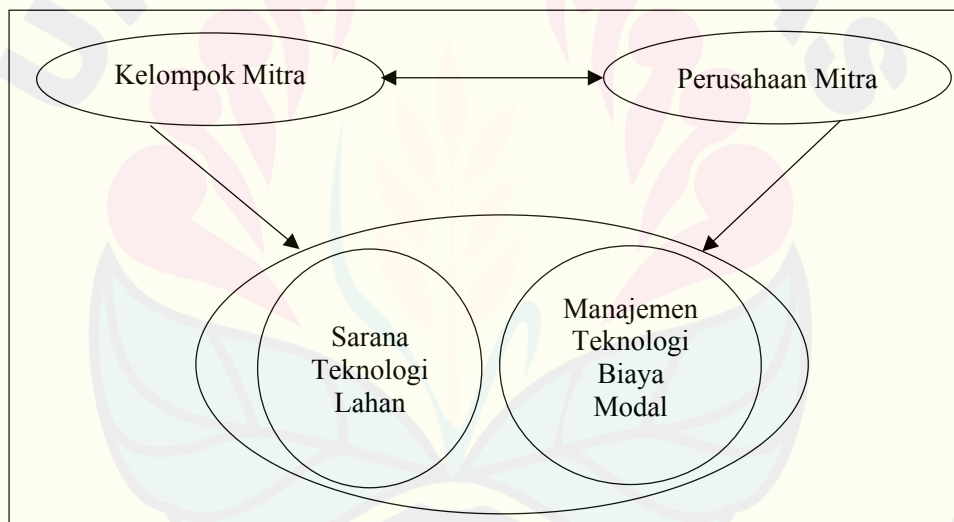 Kelompok Mitra
Perusahaan Mitra
Sarana
Teknologi
Lahan
Manajemen
Teknologi
Biaya
Modal